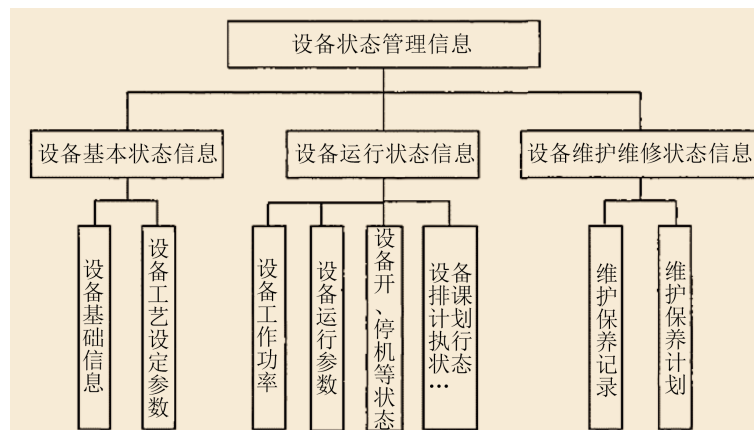 设备状态管理信息
设备基本状态信息
设备运行状态信息
设备维护维修状态信息
设备基础信息
设备工艺设定参数
设备工作功率
设备运行参数
设备开、停机等状态
设备排课计划执行状态…
维护保养记录
维护保养计划